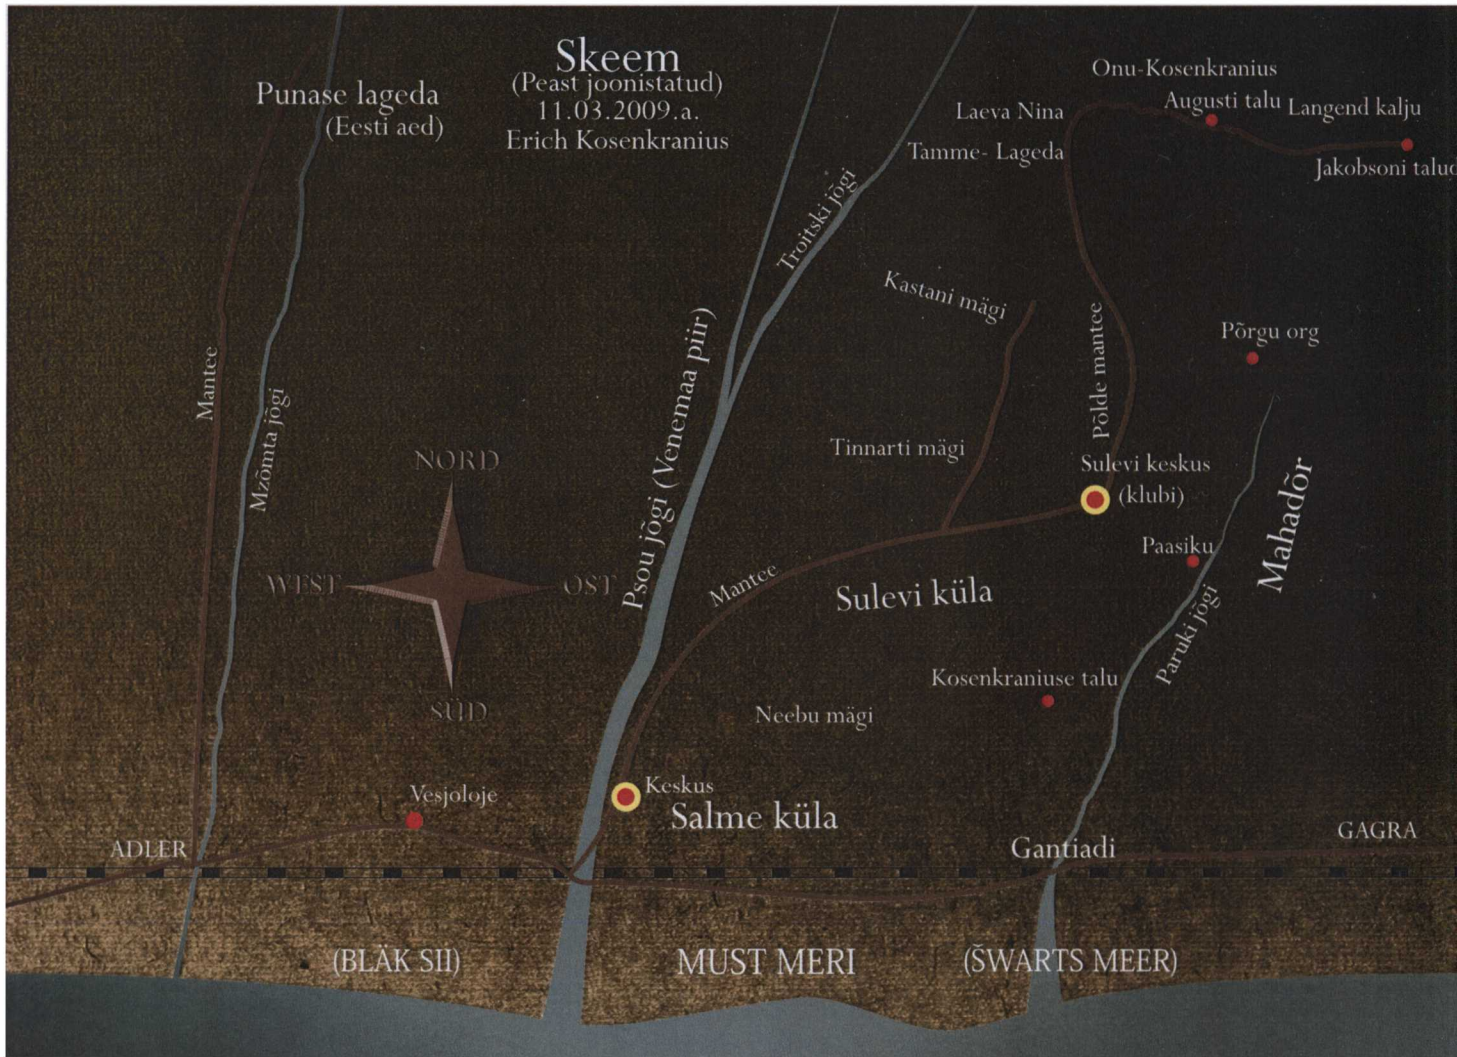 Skeem
(Peast joonistatud)
11.03.2009.a.
Erich Kosenkranius
Punase lageda
(Eesti aed)
Onu-Kosenkranius
Augusti talu
Langend kalju
Laeva Nina
Tamme- Lageda
Jakobsoni talud
Troitski jõgi
Kastani mägi
Põrgu org
Mantee
Mzõmta jõgi
Psou jõgi (Venemaa piir)
Põlde mantee
Tinnarti mägi
NORD
WEST
OST
SÜD
Sulevi keskus
(klubi)
Mahadõr
Paasiku
Mantee
Sulevi küla
Paruki jõgi
Kosenkraniuse talu
Neebu mägi
Vesjoloje
Keskus
Salme küla
ADLER
Gantiadi
GAGRA
(BLÄK SII)
MUST MERI
(ŠWARTS MEER)